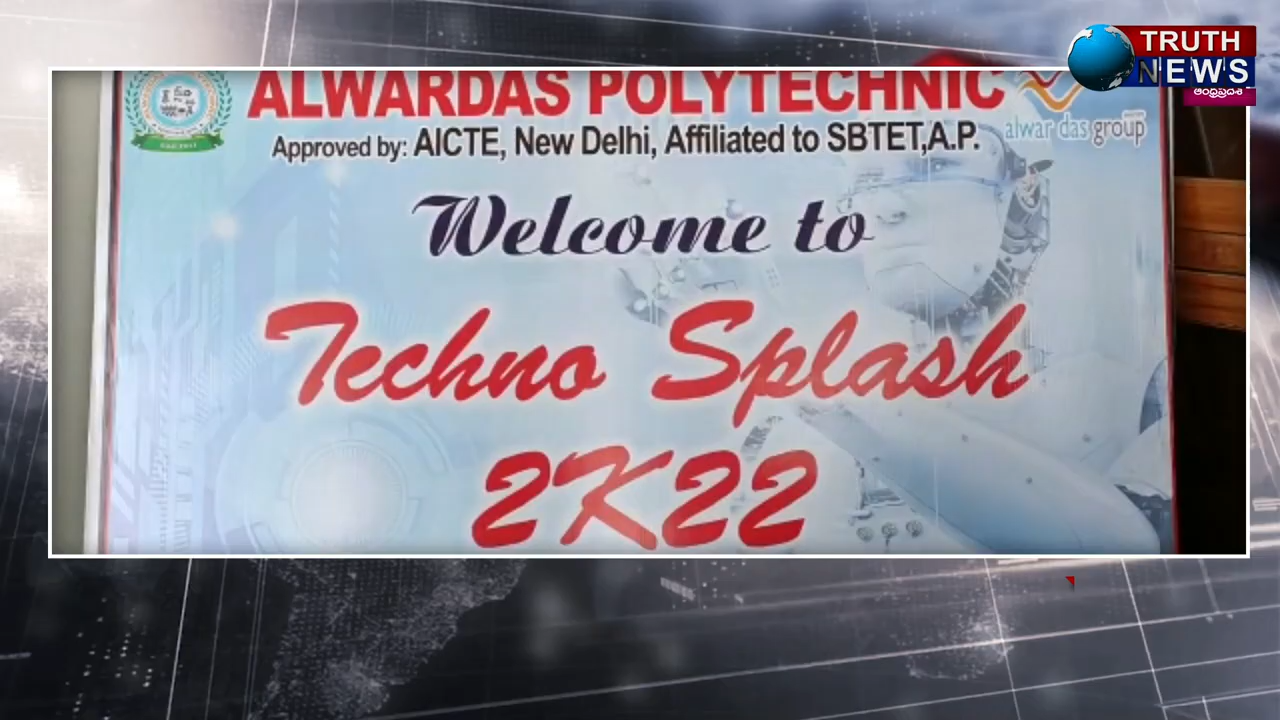 TRUTH
NEWS
ఆంధ్రప్రదేశ్
ALWARDAS POLYTECHNIC
Approved by: AICTE, New Delhi, Affiliated to SBTET,A.P.
alwar das group
Welcome to
Techno Splash
2K22